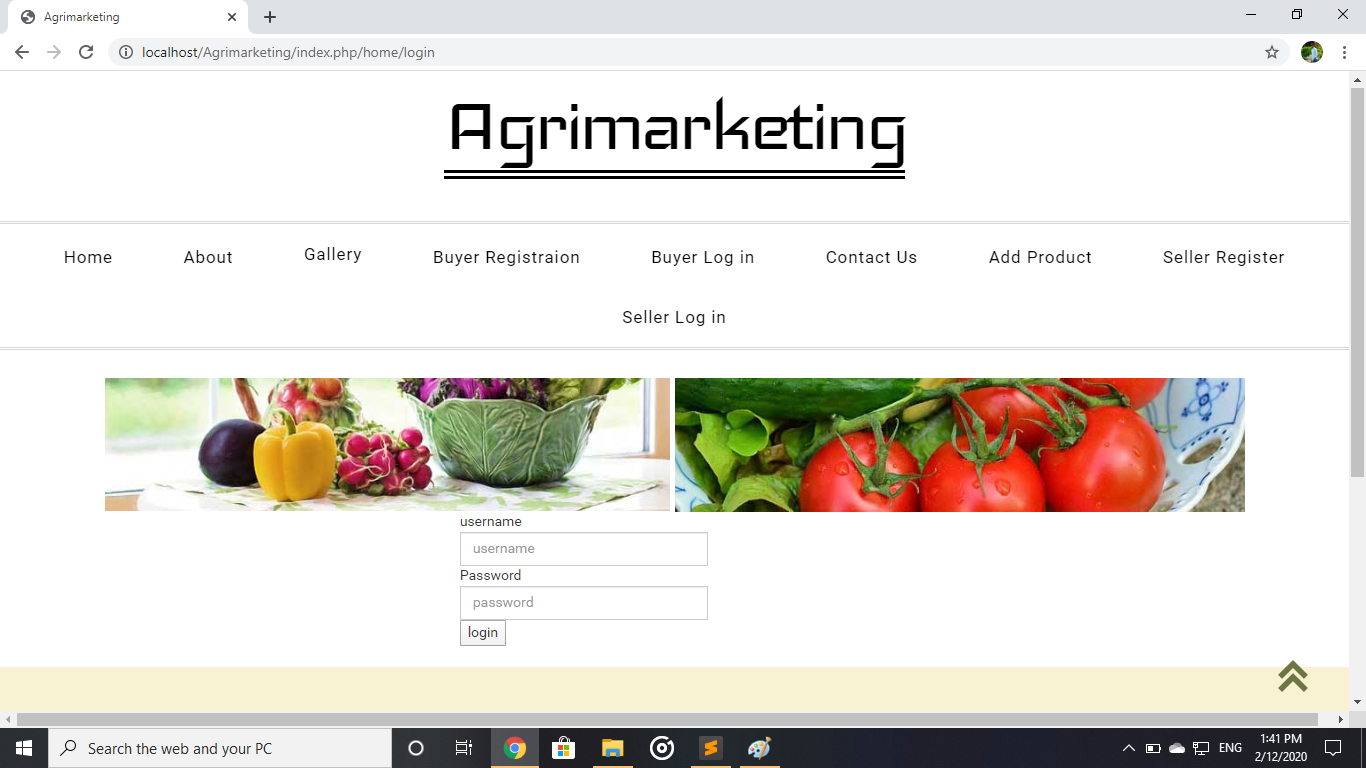 Agrimarketing
localhost/Agrimarketing/index.php/home/login
Agrimarketing
Home About Gallery Buyer Registraion Buyer Log in Contact Us Add Product Seller Register
Seller Log in
username
username
Password
password
login
Search the web and your PC
ENG
1:41 PM
2/12/2020